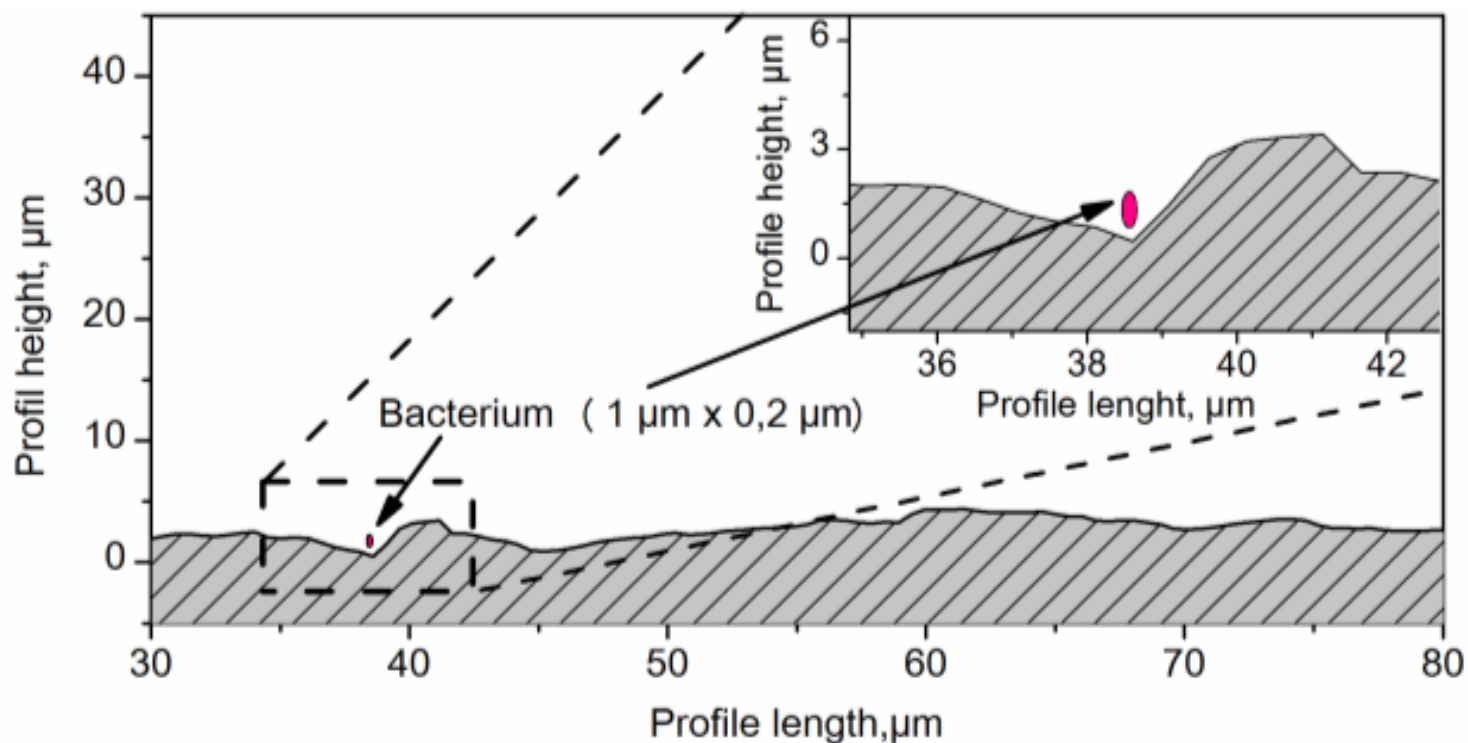 Profil height, µm
40
30
20
10
0
30 40 50 60 70 80
Profile length,µm
Bacterium ( 1 µm x 0,2 µm)
Profile height, µm
6
3
0
36 38 40 42
Profile lenght, µm